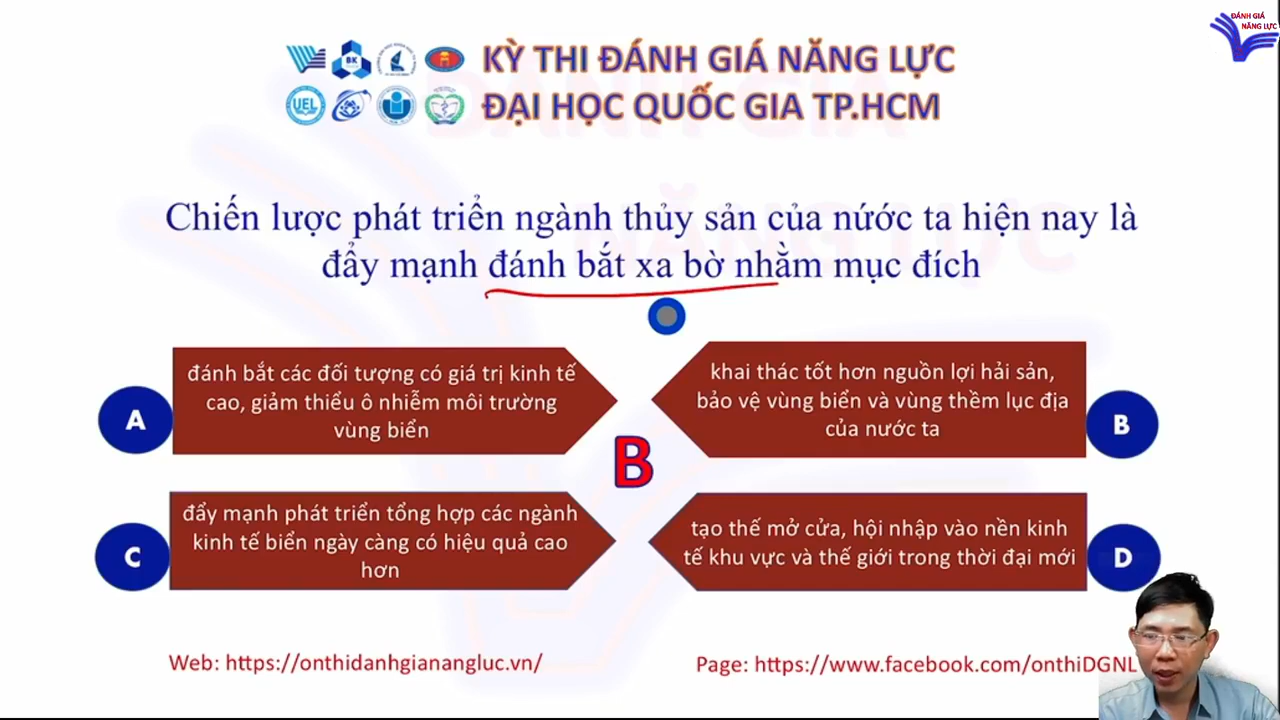 ĐÁNH GIÁ
NĂNG LỰC
KỲ THI ĐÁNH GIÁ NĂNG LỰC
BK
UEL
ĐẠI HỌC QUỐC GIA TP.HCM
Chiến lược phát triển ngành thủy sản của nước ta hiện nay là
đẩy mạnh đánh bắt xa bờ nhằm mục đích
A
đánh bắt các đối tượng có giá trị kinh tế
cao, giảm thiểu ô nhiễm môi trường
vùng biển
khai thác tốt hơn nguồn lợi hải sản,
bảo vệ vùng biển và vùng thềm lục địa
của nước ta
B
B
C
đẩy mạnh phát triển tổng hợp các ngành
kinh tế biển ngày càng có hiệu quả cao
hơn
tạo thế mở cửa, hội nhập vào nền kinh
tế khu vực và thế giới trong thời đại mới
D
Web: https://onthidanhgianangluc.vn/
Page: https://www.facebook.com/onthiDGNL